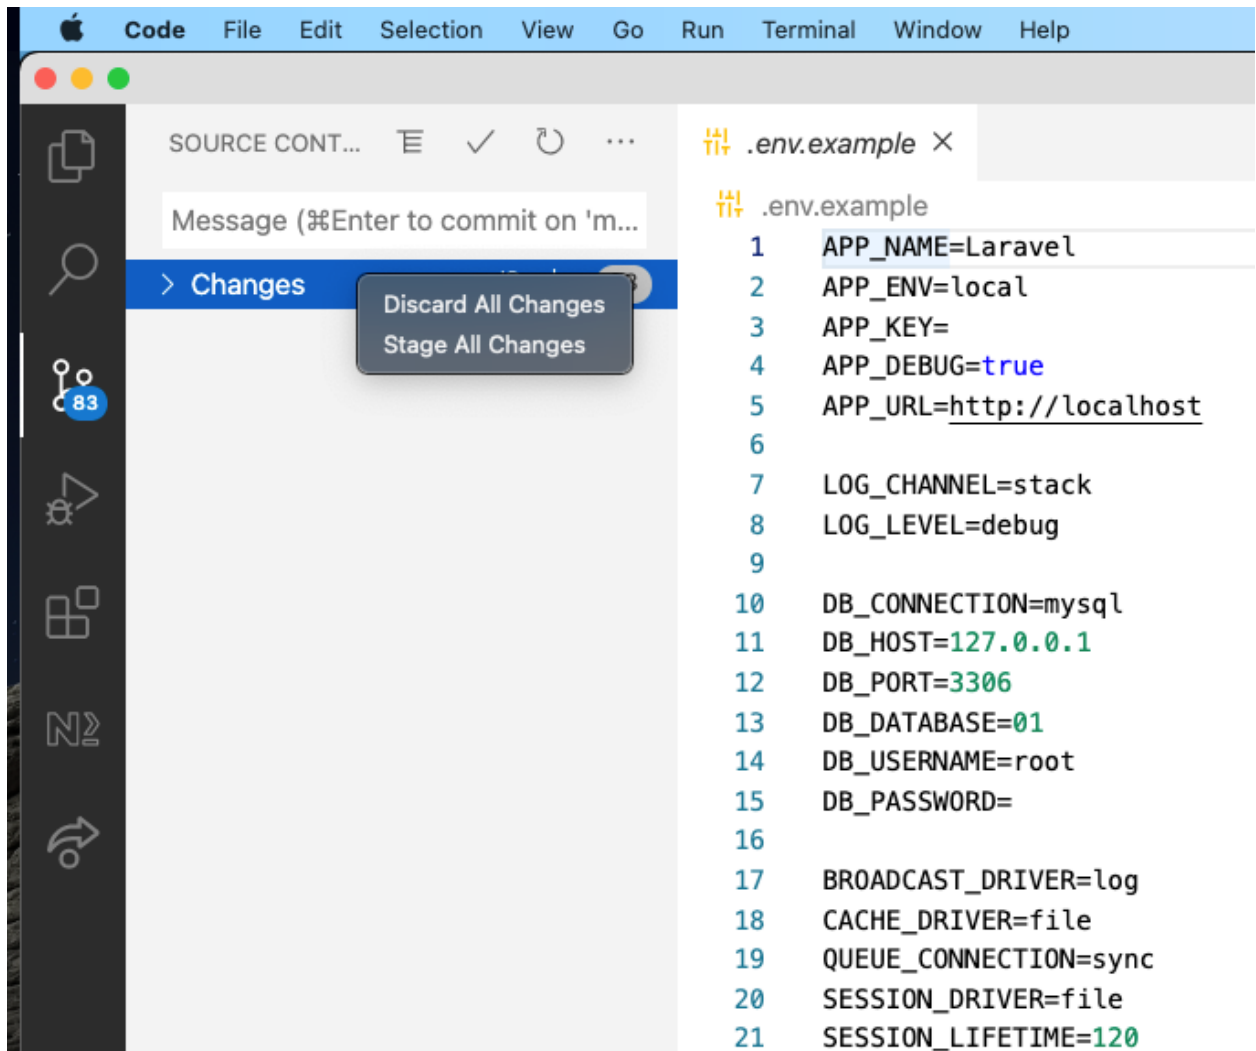 Code File Edit Selection View Go Run Terminal Window Help
SOURCE CONT...
.env.example
Message (⌘Enter to commit on 'm...
.env.example
Changes
Discard All Changes
Stage All Changes
83
1 APP_NAME=Laravel
2 APP_ENV=local
3 APP_KEY=
4 APP_DEBUG=true
5 APP_URL=http://localhost
6
7 LOG_CHANNEL=stack
8 LOG_LEVEL=debug
9
10 DB_CONNECTION=mysql
11 DB_HOST=127.0.0.1
12 DB_PORT=3306
13 DB_DATABASE=01
14 DB_USERNAME=root
15 DB_PASSWORD=
16
17 BROADCAST_DRIVER=log
18 CACHE_DRIVER=file
19 QUEUE_CONNECTION=sync
20 SESSION_DRIVER=file
21 SESSION_LIFETIME=120